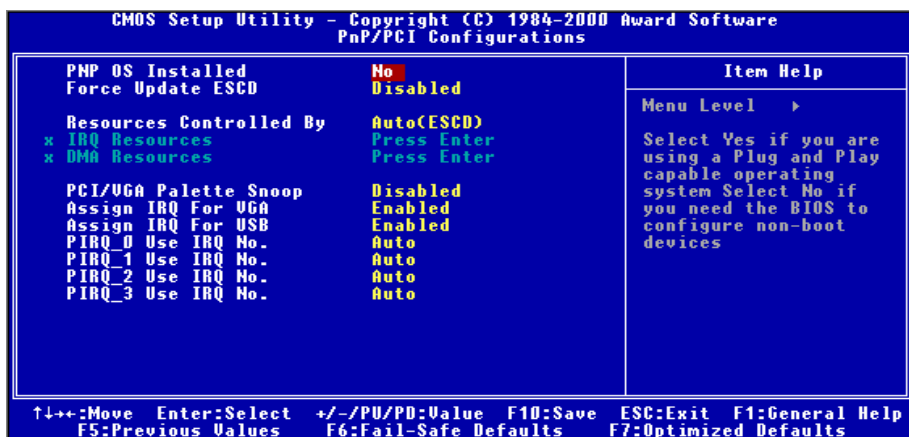 CMOS Setup Utility - Copyright (C) 1984-2000 Award Software
PnP/PCI Configurations
PNP OS Installed No
Force Update ESCD Disabled
Resources Controlled By Auto(ESCD)
x IRQ Resources Press Enter
x DMA Resources Press Enter
PCI/VGA Palette Snoop Disabled
Assign IRQ For VGA Enabled
Assign IRQ For USB Enabled
PIRQ_0 Use IRQ No. Auto
PIRQ_1 Use IRQ No. Auto
PIRQ_2 Use IRQ No. Auto
PIRQ_3 Use IRQ No. Auto
Item Help
Menu Level ▸
Select Yes if you are
using a Plug and Play
capable operating
system Select No if
you need the BIOS to
configure non-boot
devices
↑↓→←:Move Enter:Select +/-/PU/PD:Value F10:Save ESC:Exit F1:General Help
F5:Previous Values F6:Fail-Safe Defaults F7:Optimized Defaults